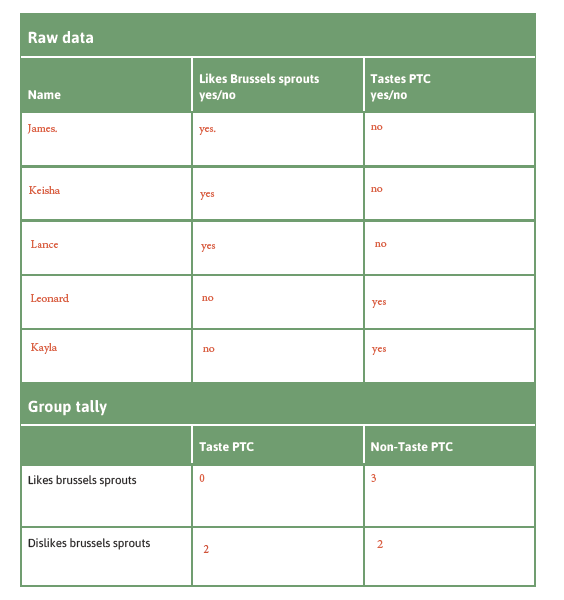 Raw data
Name
Likes Brussels sprouts
yes/no
Tastes PTC
yes/no
James. yes. no
Keisha yes no
Lance yes no
Leonard no yes
Kayla no yes
Group tally
Taste PTC Non-Taste PTC
Likes brussels sprouts 0 3
Dislikes brussels sprouts 2 2